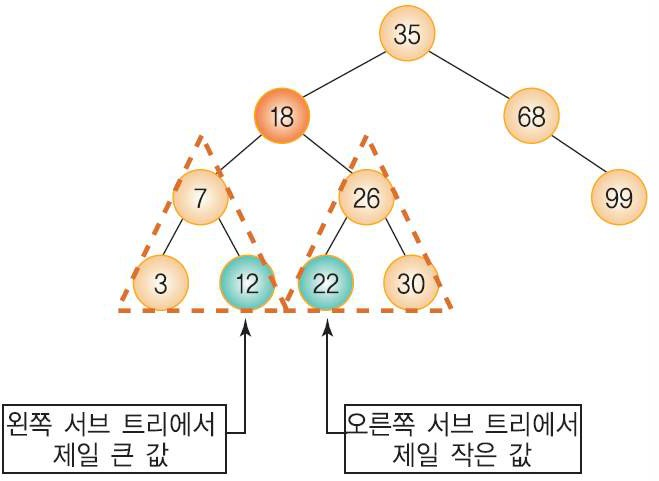 35
18
68
7
26
99
3
12
22
30
왼쪽 서브 트리에서
제일 큰 값
오른쪽 서브 트리에서
제일 작은 값